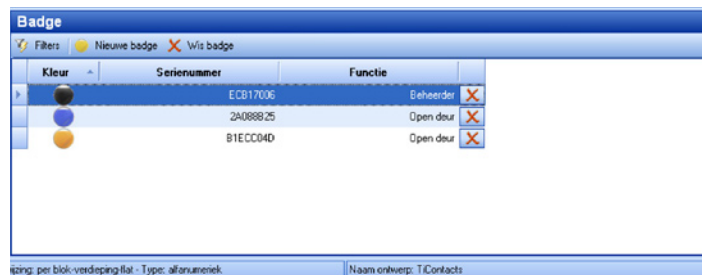 Badge
Filters Nieuwe badge Wis badge
Kleur Serienummer Functie
ECB17006 Beheerder
2A088B25 Open deur
B1ECC04D Open deur
ijzing: per blok-verdieping-flat - Type: alfanumeriek Naam ontwerp: TiContacts